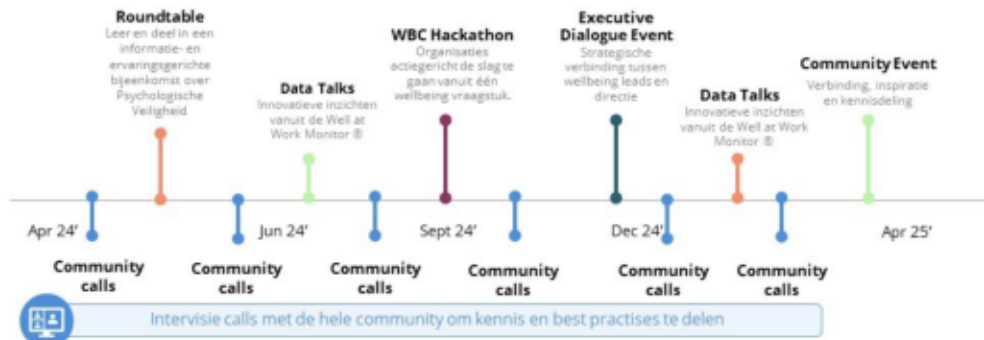 Roundtable
Leer en deel in een
informatie- en
ervaringsgerichte
bijeenkomst over
Psychologische
Veiligheid
Data Talks
Innovatieve inzichten
vanuit de Well at
Work Monitor ®
WBC Hackathon
Organisaties
actiegericht de slag te
gaan vanuit één
wellbeing vraagstuk.
Executive
Dialogue Event
Strategische
verbinding tussen
wellbeing leads en
directie
Data Talks
Innovatieve inzichten
vanuit de Well at Work
Monitor ®
Community Event
Verbinding, inspiratie
en kennisdeling
Apr 24’
Jun 24’
Sept 24’
Dec 24’
Apr 25’
Community
calls
Community
calls
Community
calls
Community
calls
Community
calls
Community
calls
Intervisie calls met de hele community om kennis en best practises te delen